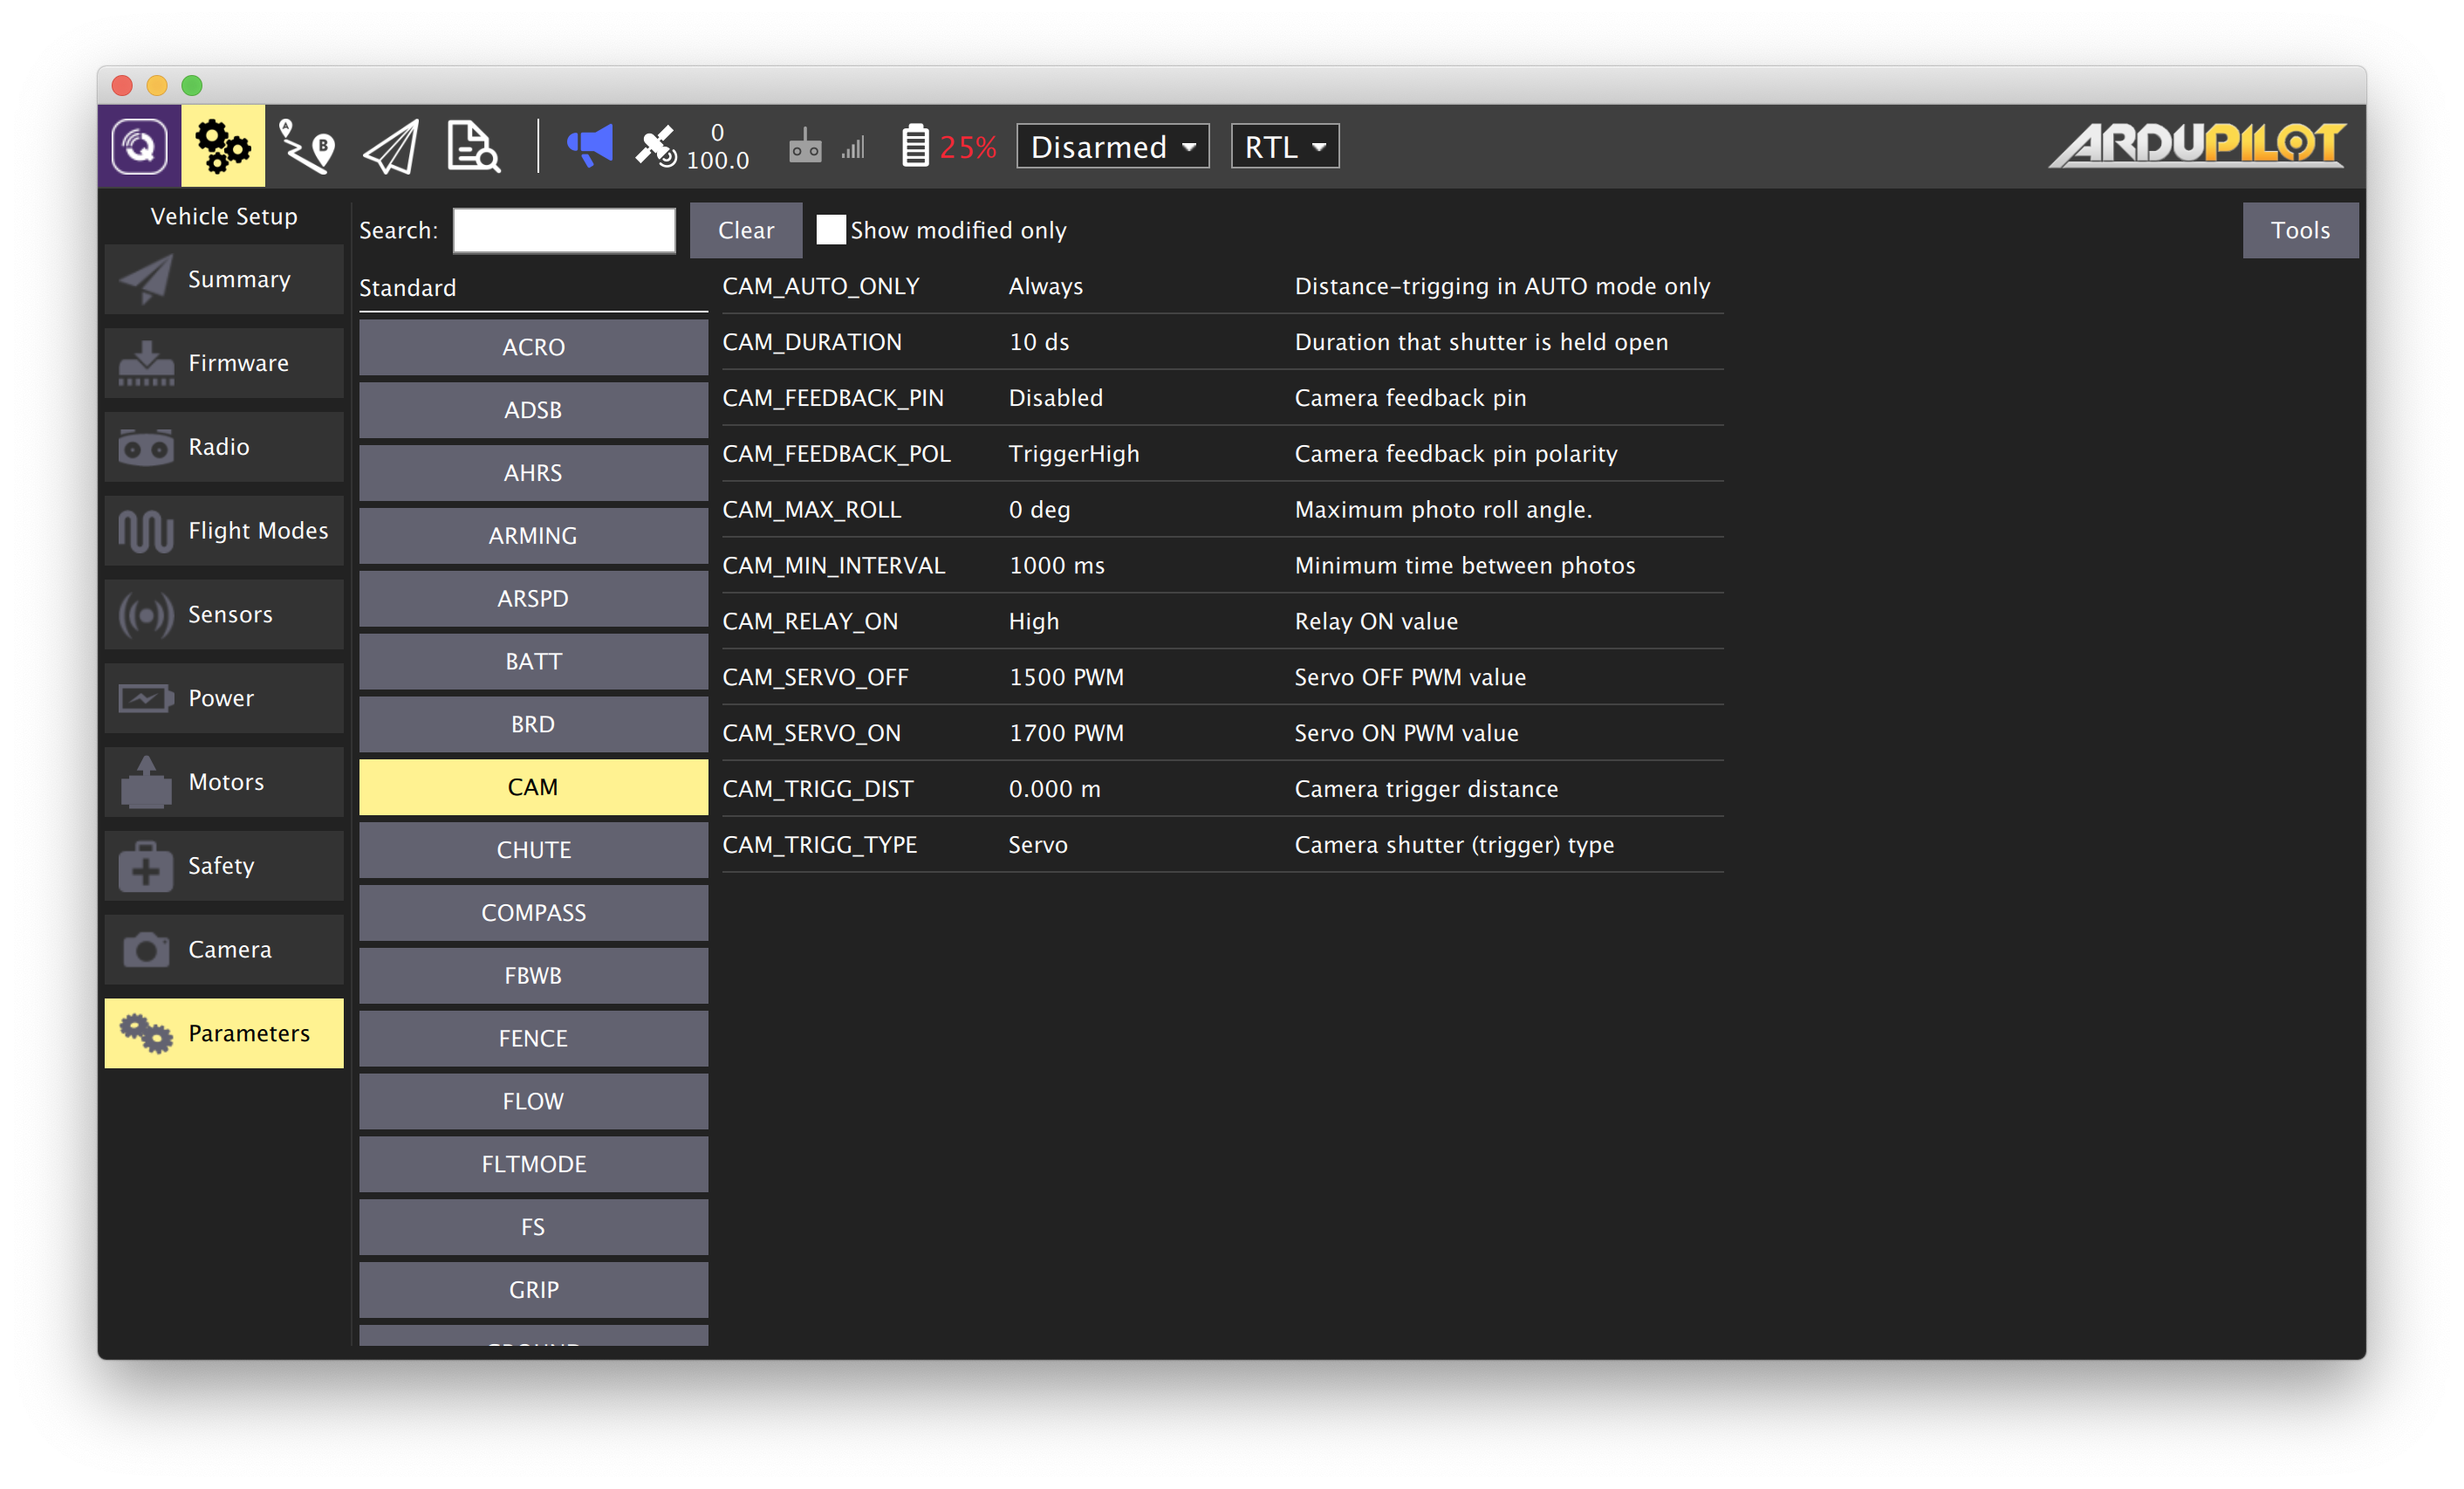 0
100.0
25%
Disarmed
RTL
ARDUPILOT
Vehicle Setup
Summary
Firmware
Radio
Flight Modes
Sensors
Power
Motors
Safety
Camera
Parameters
Search:
Clear
Show modified only
Tools
Standard
ACRO
ADSB
AHRS
ARMING
ARSPD
BATT
BRD
CAM
CHUTE
COMPASS
FBWB
FENCE
FLOW
FLTMODE
FS
GRIP
GROUND
CAM_AUTO_ONLY Always Distance-trigging in AUTO mode only
CAM_DURATION 10 ds Duration that shutter is held open
CAM_FEEDBACK_PIN Disabled Camera feedback pin
CAM_FEEDBACK_POL TriggerHigh Camera feedback pin polarity
CAM_MAX_ROLL 0 deg Maximum photo roll angle.
CAM_MIN_INTERVAL 1000 ms Minimum time between photos
CAM_RELAY_ON High Relay ON value
CAM_SERVO_OFF 1500 PWM Servo OFF PWM value
CAM_SERVO_ON 1700 PWM Servo ON PWM value
CAM_TRIGG_DIST 0.000 m Camera trigger distance
CAM_TRIGG_TYPE Servo Camera shutter (trigger) type